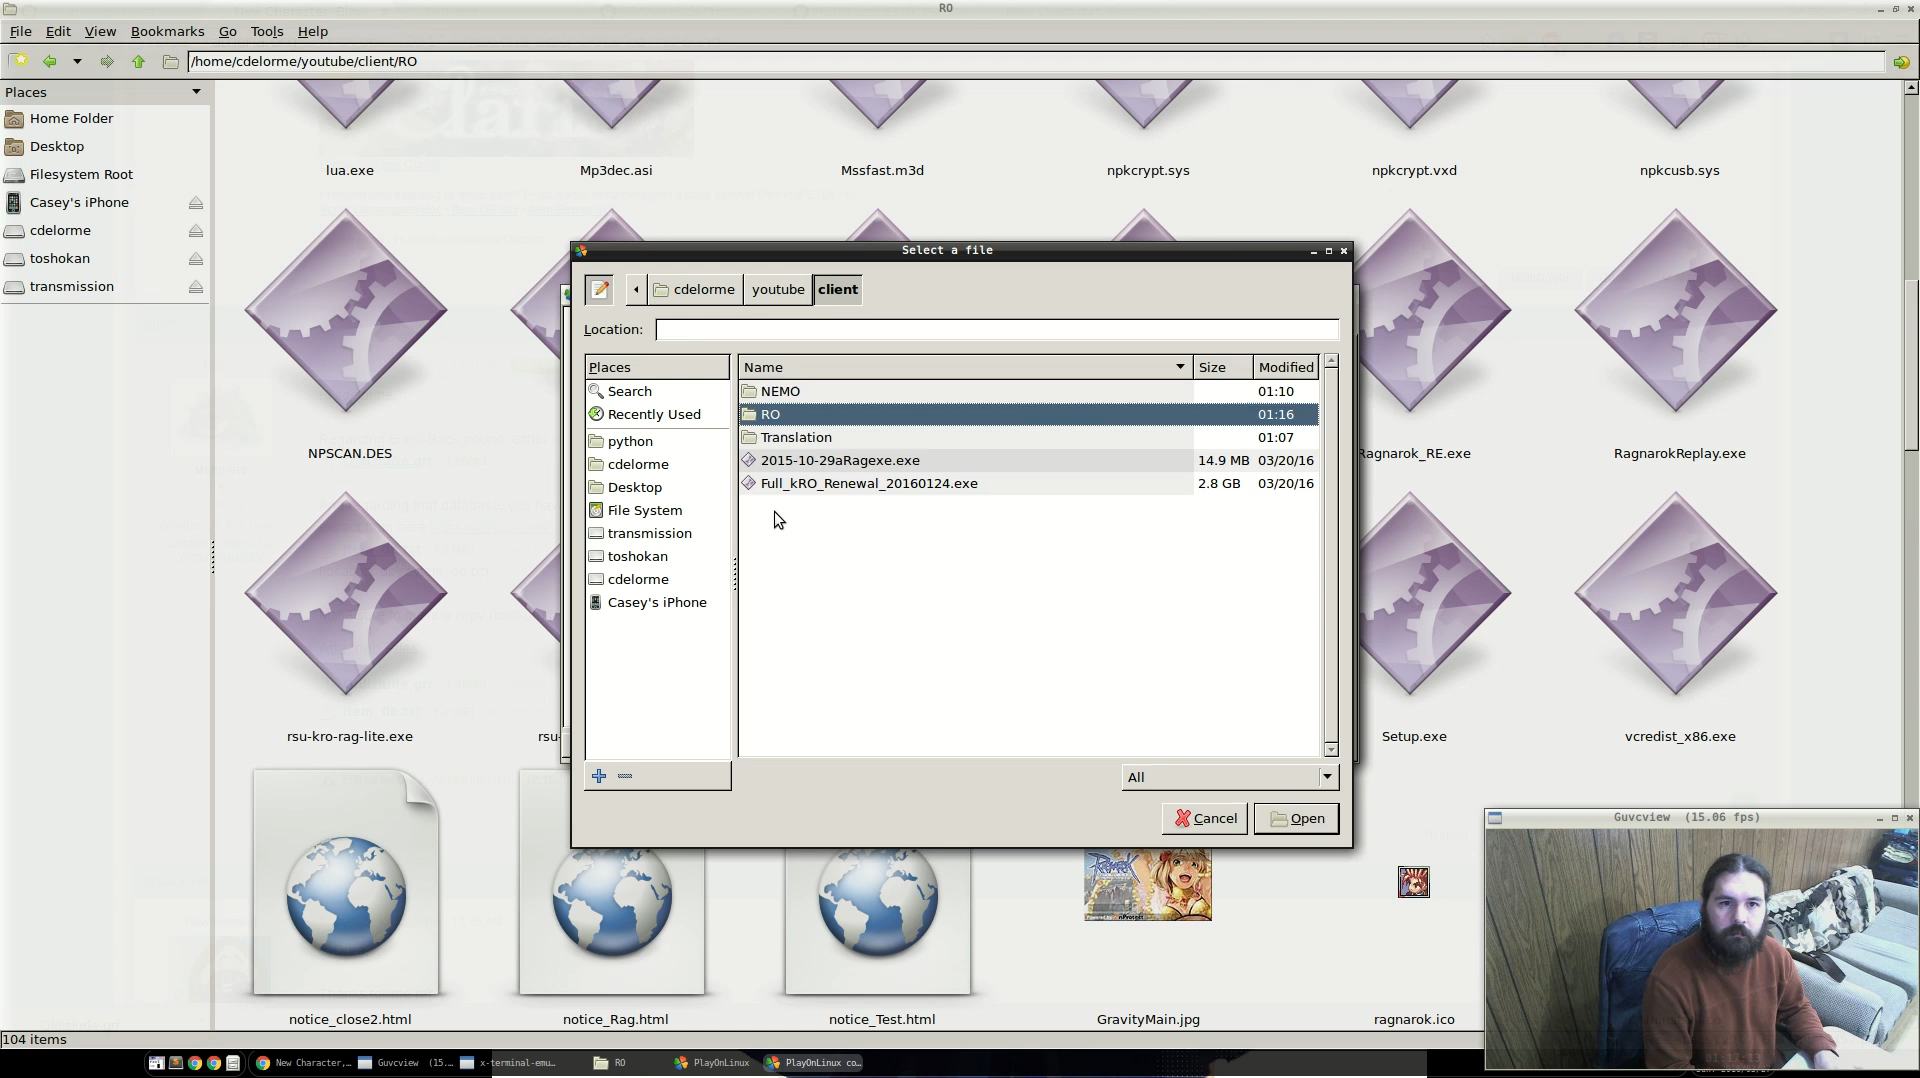 RO
File Edit View Bookmarks Go Tools Help
/home/cdelorme/youtube/client/RO
Places
Home Folder
Desktop
Filesystem Root
Casey's iPhone
cdelorme
toshokan
transmission
lua.exe Mp3dec.asi Mssfast.m3d npkcrypt.sys npkcrypt.vxd npkcusb.sys
Select a file
cdelorme youtube client
Location:
Places
Search
Recently Used
python
cdelorme
Desktop
File System
transmission
toshokan
cdelorme
Casey's iPhone
Name Size Modified
NEMO 01:10
RO 01:16
Translation 01:07
2015-10-29aRagexe.exe 14.9 MB 03/20/16
Full_kRO_Renewal_20160124.exe 2.8 GB 03/20/16
All
Cancel Open
NPSCAN.DES Ragnarok_RE.exe RagnarokReplay.exe
rsu-kro-rag-lite.exe rsu- Setup.exe vcredist_x86.exe
Guvcview (15.06 fps)
notice_close2.html notice_Rag.html notice_Test.html GravityMain.jpg ragnarok.ico
104 items
New Character,... Guvcview (15.... x-terminal-emu... RO PlayOnLinux PlayOnLinux co...